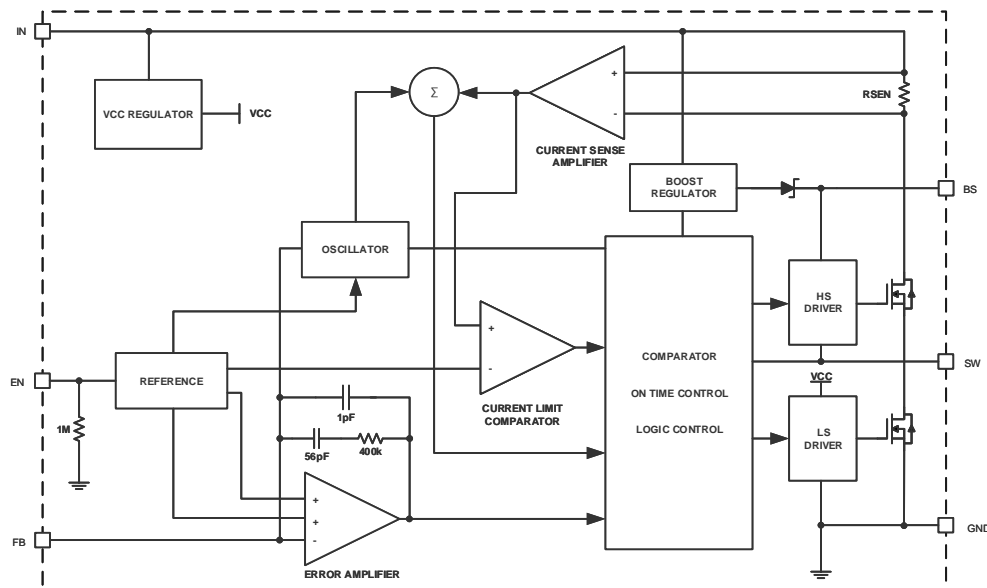 IN
VCC REGULATOR
VCC
Σ
+
-
RSEN
CURRENT SENSE
AMPLIFIER
BOOST
REGULATOR
BS
OSCILLATOR
HS
DRIVER
+
-
CURRENT LIMIT
COMPARATOR
COMPARATOR
ON TIME CONTROL
LOGIC CONTROL
SW
VCC
EN
REFERENCE
1M
1pF
56pF
400k
LS
DRIVER
+
+
-
ERROR AMPLIFIER
FB
GND